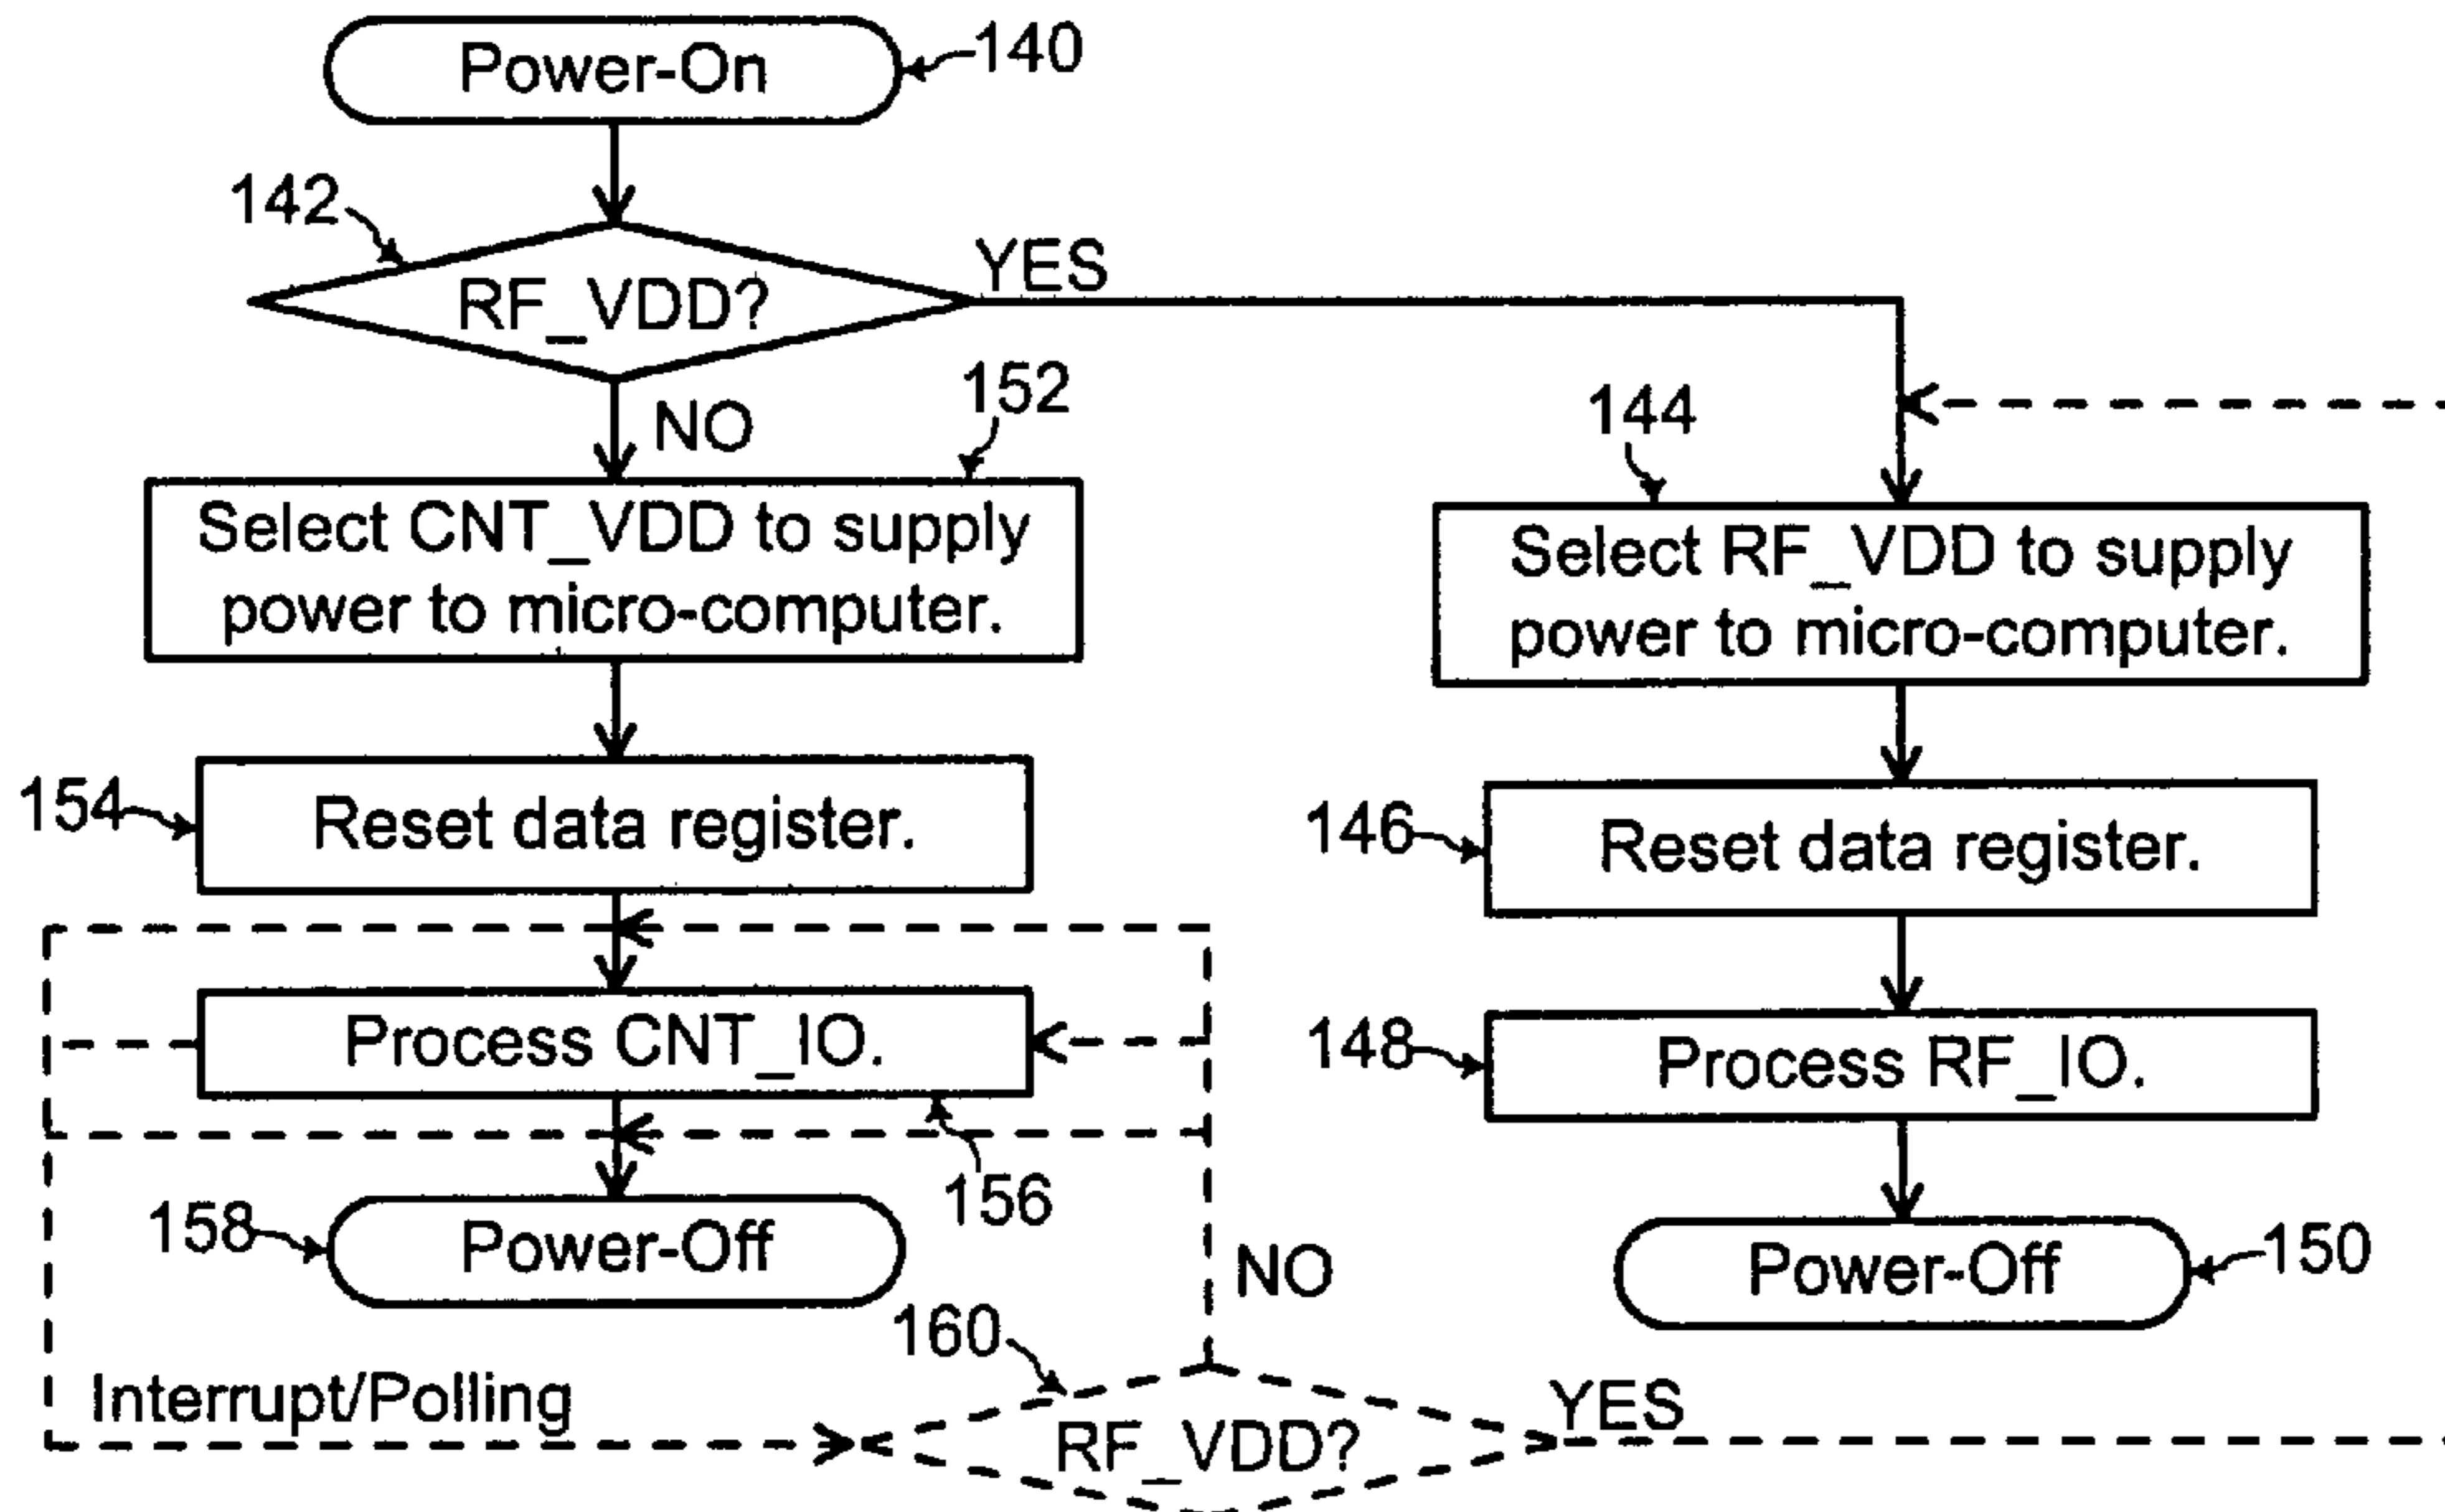 Power-On
140
142
RF_VDD?
YES
NO
152
Select CNT_VDD to supply
power to micro-computer.
144
Select RF_VDD to supply
power to micro-computer.
154
Reset data register.
146
Reset data register.
Process CNT_IO.
156
148
Process RF_IO.
158
Power-Off
Power-Off
150
NO
160
Interrupt/Polling
RF_VDD?
YES